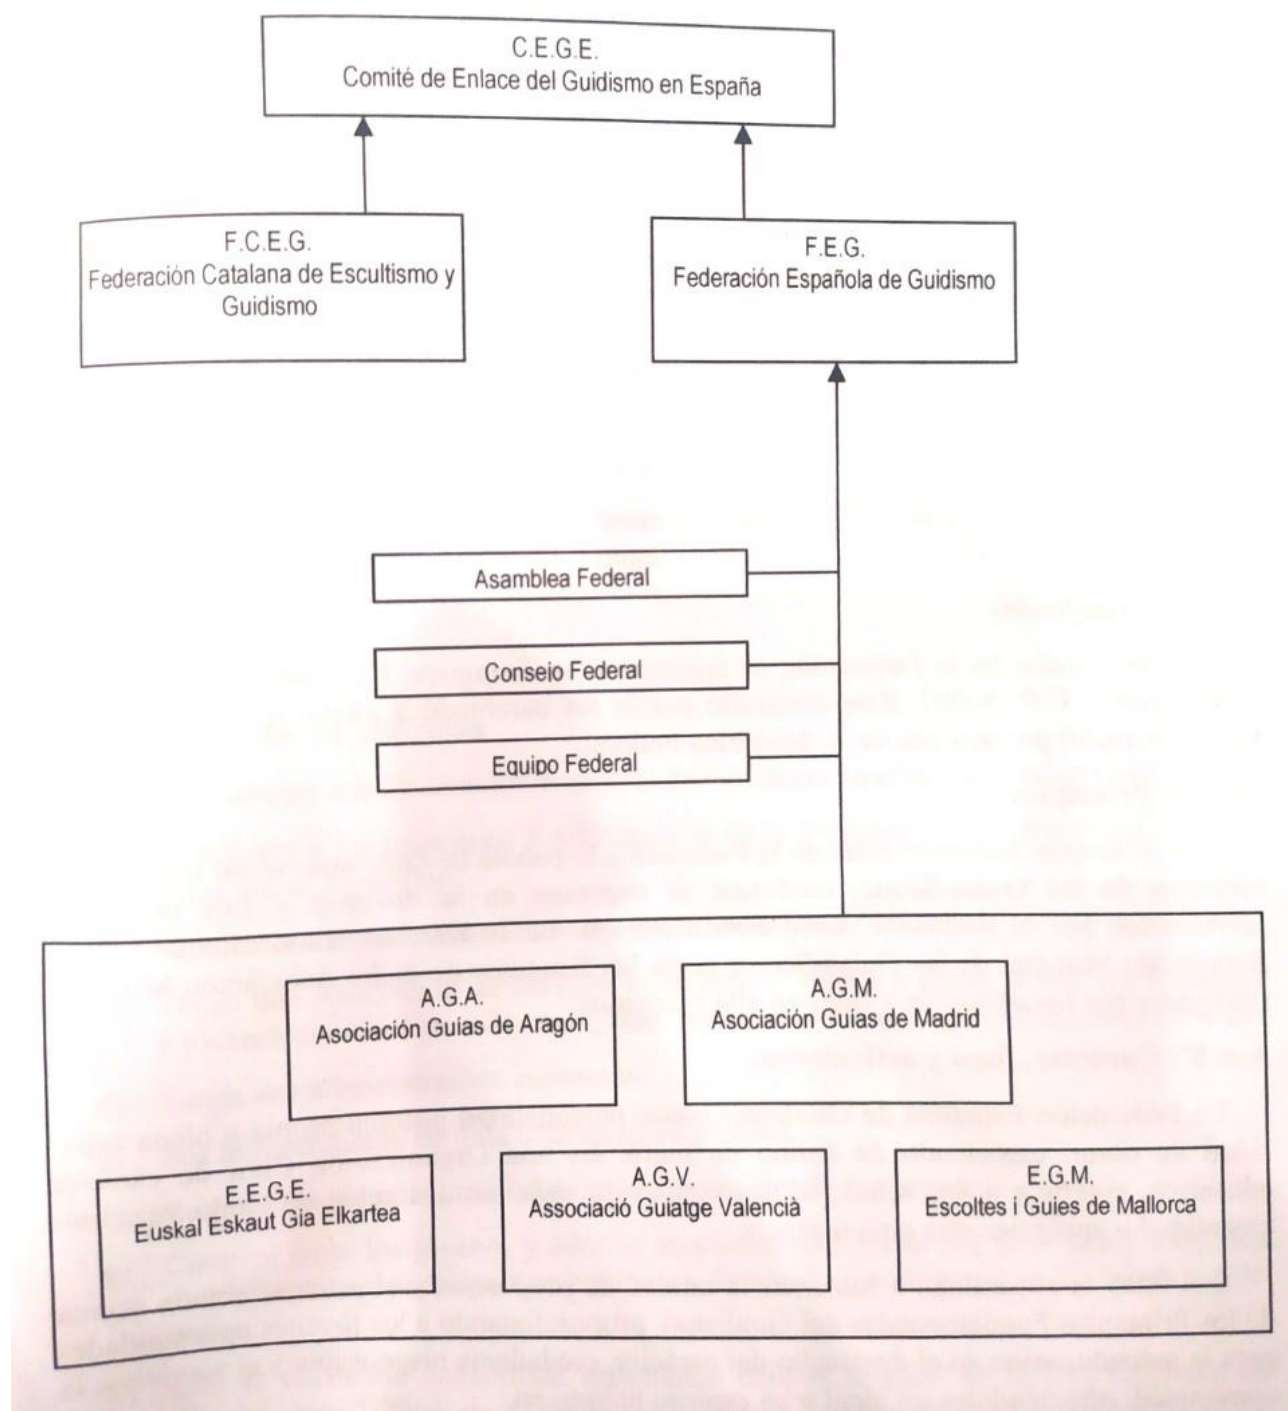 C.E.G.E.
Comité de Enlace del Guidismo en España
F.C.E.G.
Federación Catalana de Escultismo y
Guidismo
F.E.G.
Federación Española de Guidismo
Asamblea Federal
Consejo Federal
Equipo Federal
A.G.A.
Asociación Guías de Aragón
A.G.M.
Asociación Guías de Madrid
E.E.G.E.
Euskal Eskaut Gia Elkartea
A.G.V.
Associació Guiatge Valencià
E.G.M.
Escoltes i Guies de Mallorca